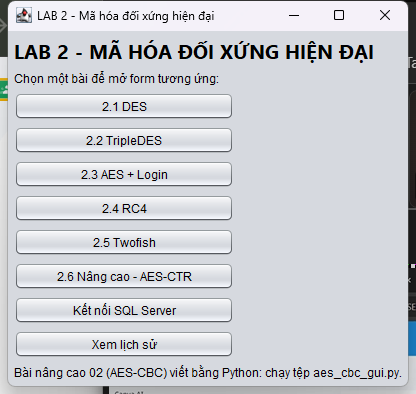 LAB 2 - Mã hóa đối xứng hiện đại
LAB 2 - MÃ HÓA ĐỐI XỨNG HIỆN ĐẠI
Chọn một bài để mở form tương ứng:
2.1 DES
2.2 TripleDES
2.3 AES + Login
2.4 RC4
2.5 Twofish
2.6 Nâng cao - AES-CTR
Kết nối SQL Server
Xem lịch sử
Bài nâng cao 02 (AES-CBC) viết bằng Python: chạy tệp aes_cbc_gui.py.